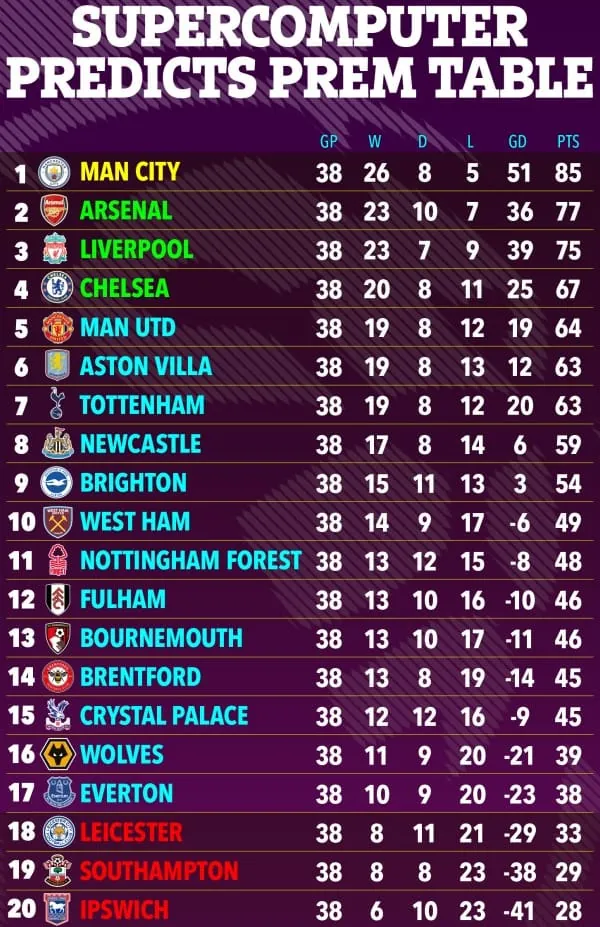 SUPERCOMPUTER
PREDICTS PREM TABLE
GP W D L GD PTS
1 MAN CITY 38 26 8 5 51 85
2 ARSENAL 38 23 10 7 36 77
3 LIVERPOOL 38 23 7 9 39 75
4 CHELSEA 38 20 8 11 25 67
5 MAN UTD 38 19 8 12 19 64
6 ASTON VILLA 38 19 8 13 12 63
7 TOTTENHAM 38 19 8 12 20 63
8 NEWCASTLE 38 17 8 14 6 59
9 BRIGHTON 38 15 11 13 3 54
10 WEST HAM 38 14 9 17 -6 49
11 NOTTINGHAM FOREST 38 13 12 15 -8 48
12 FULHAM 38 13 10 16 -10 46
13 BOURNEMOUTH 38 13 10 17 -11 46
14 BRENTFORD 38 13 8 19 -14 45
15 CRYSTAL PALACE 38 12 12 16 -9 45
16 WOLVES 38 11 9 20 -21 39
17 EVERTON 38 10 9 20 -23 38
18 LEICESTER 38 8 11 21 -29 33
19 SOUTHAMPTON 38 8 8 23 -38 29
20 IPSWICH 38 6 10 23 -41 28